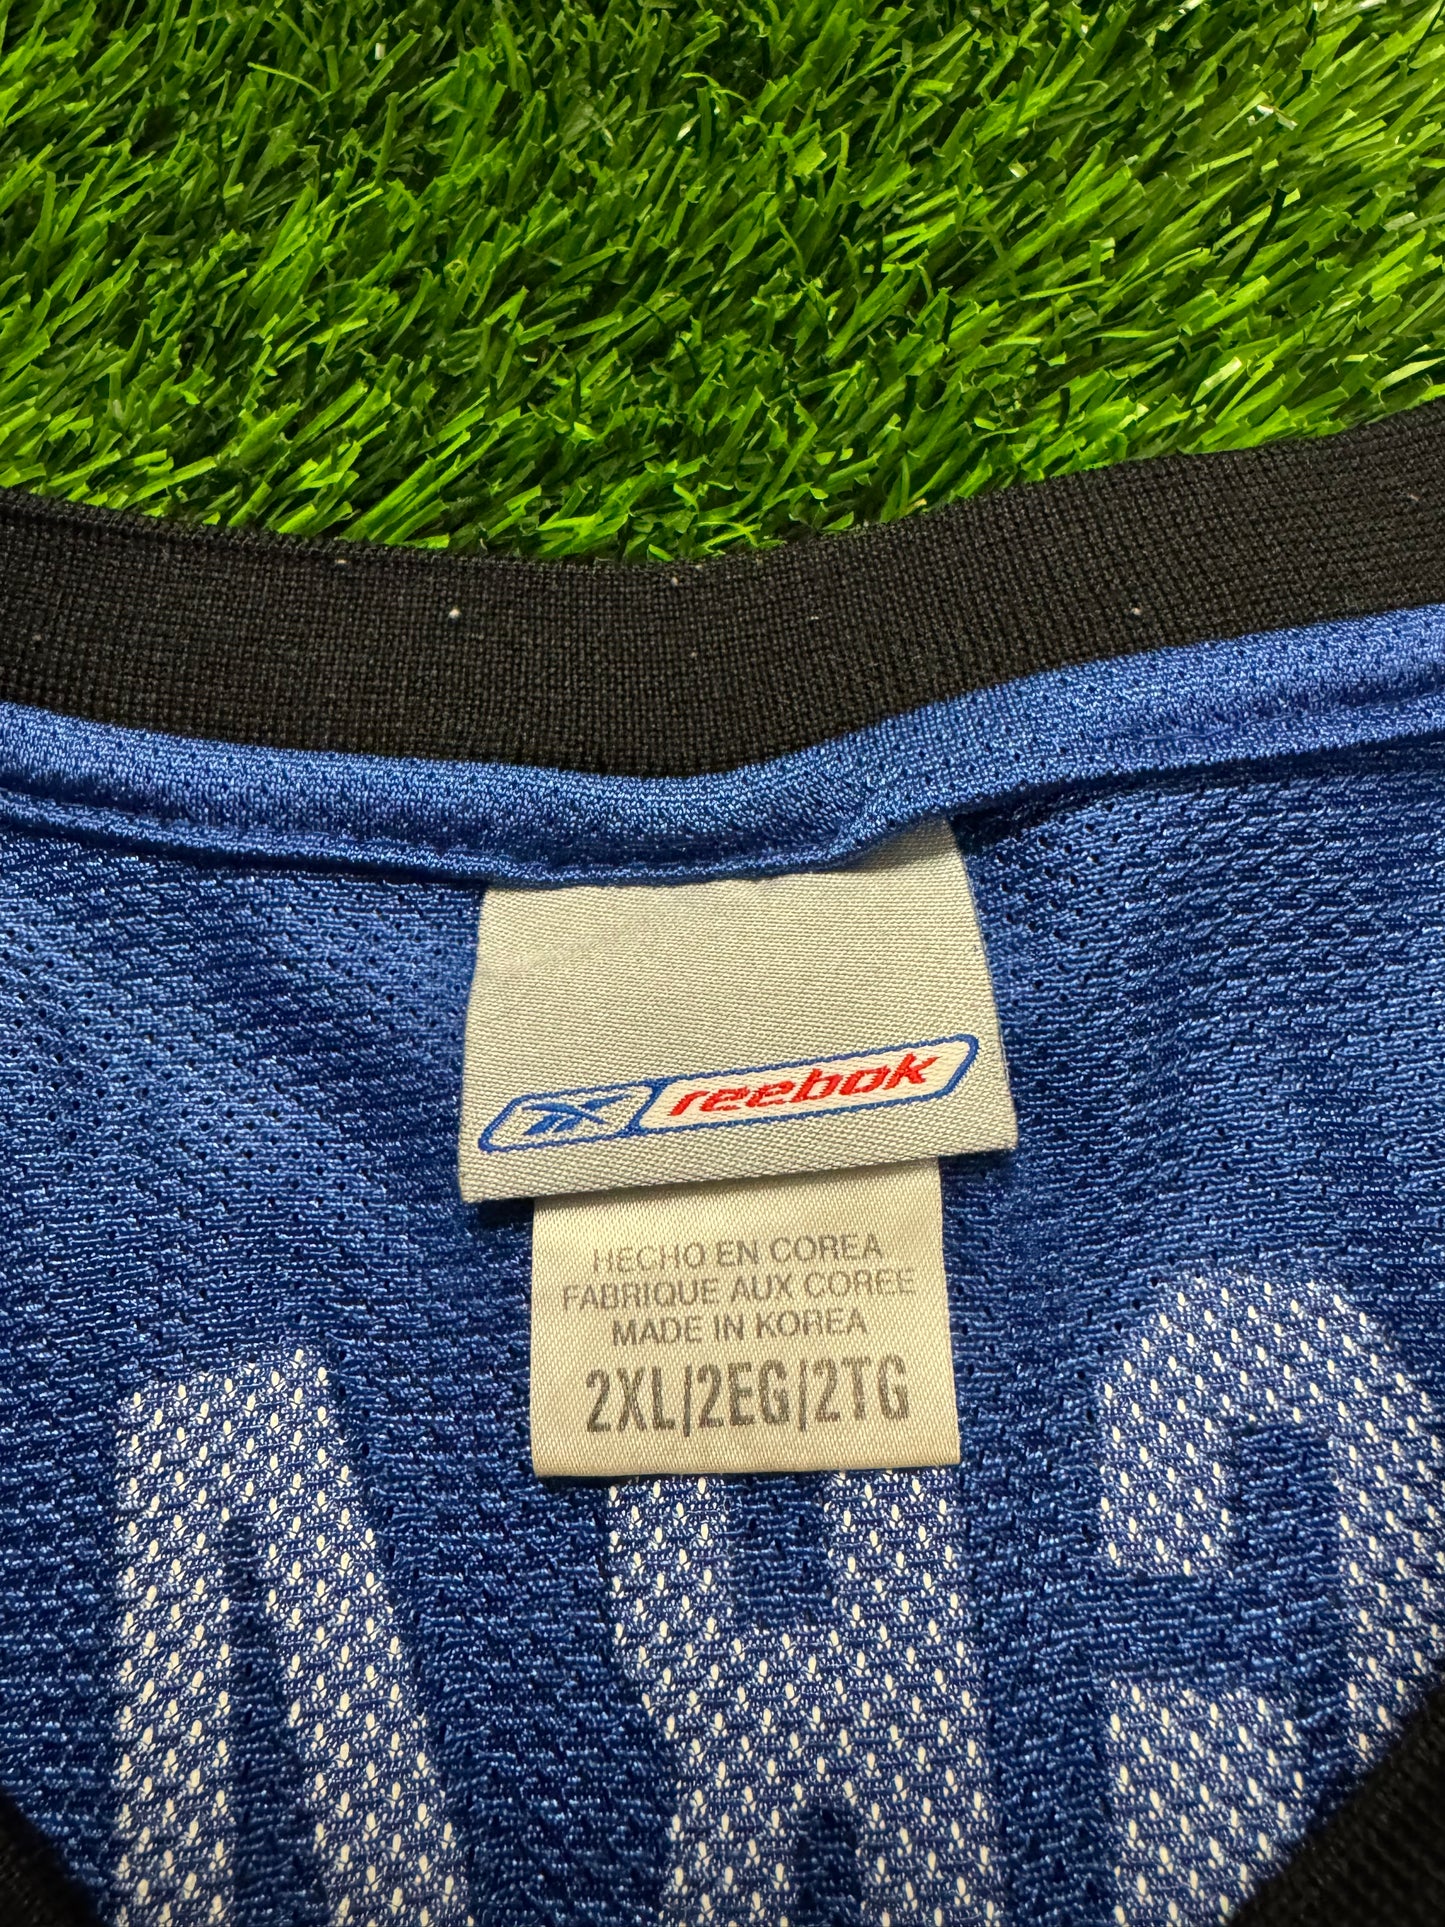 reebok
HECHO EN COREA
FABRIQUE AUX COREE
MADE IN KOREA
2XL/2EG/2TG